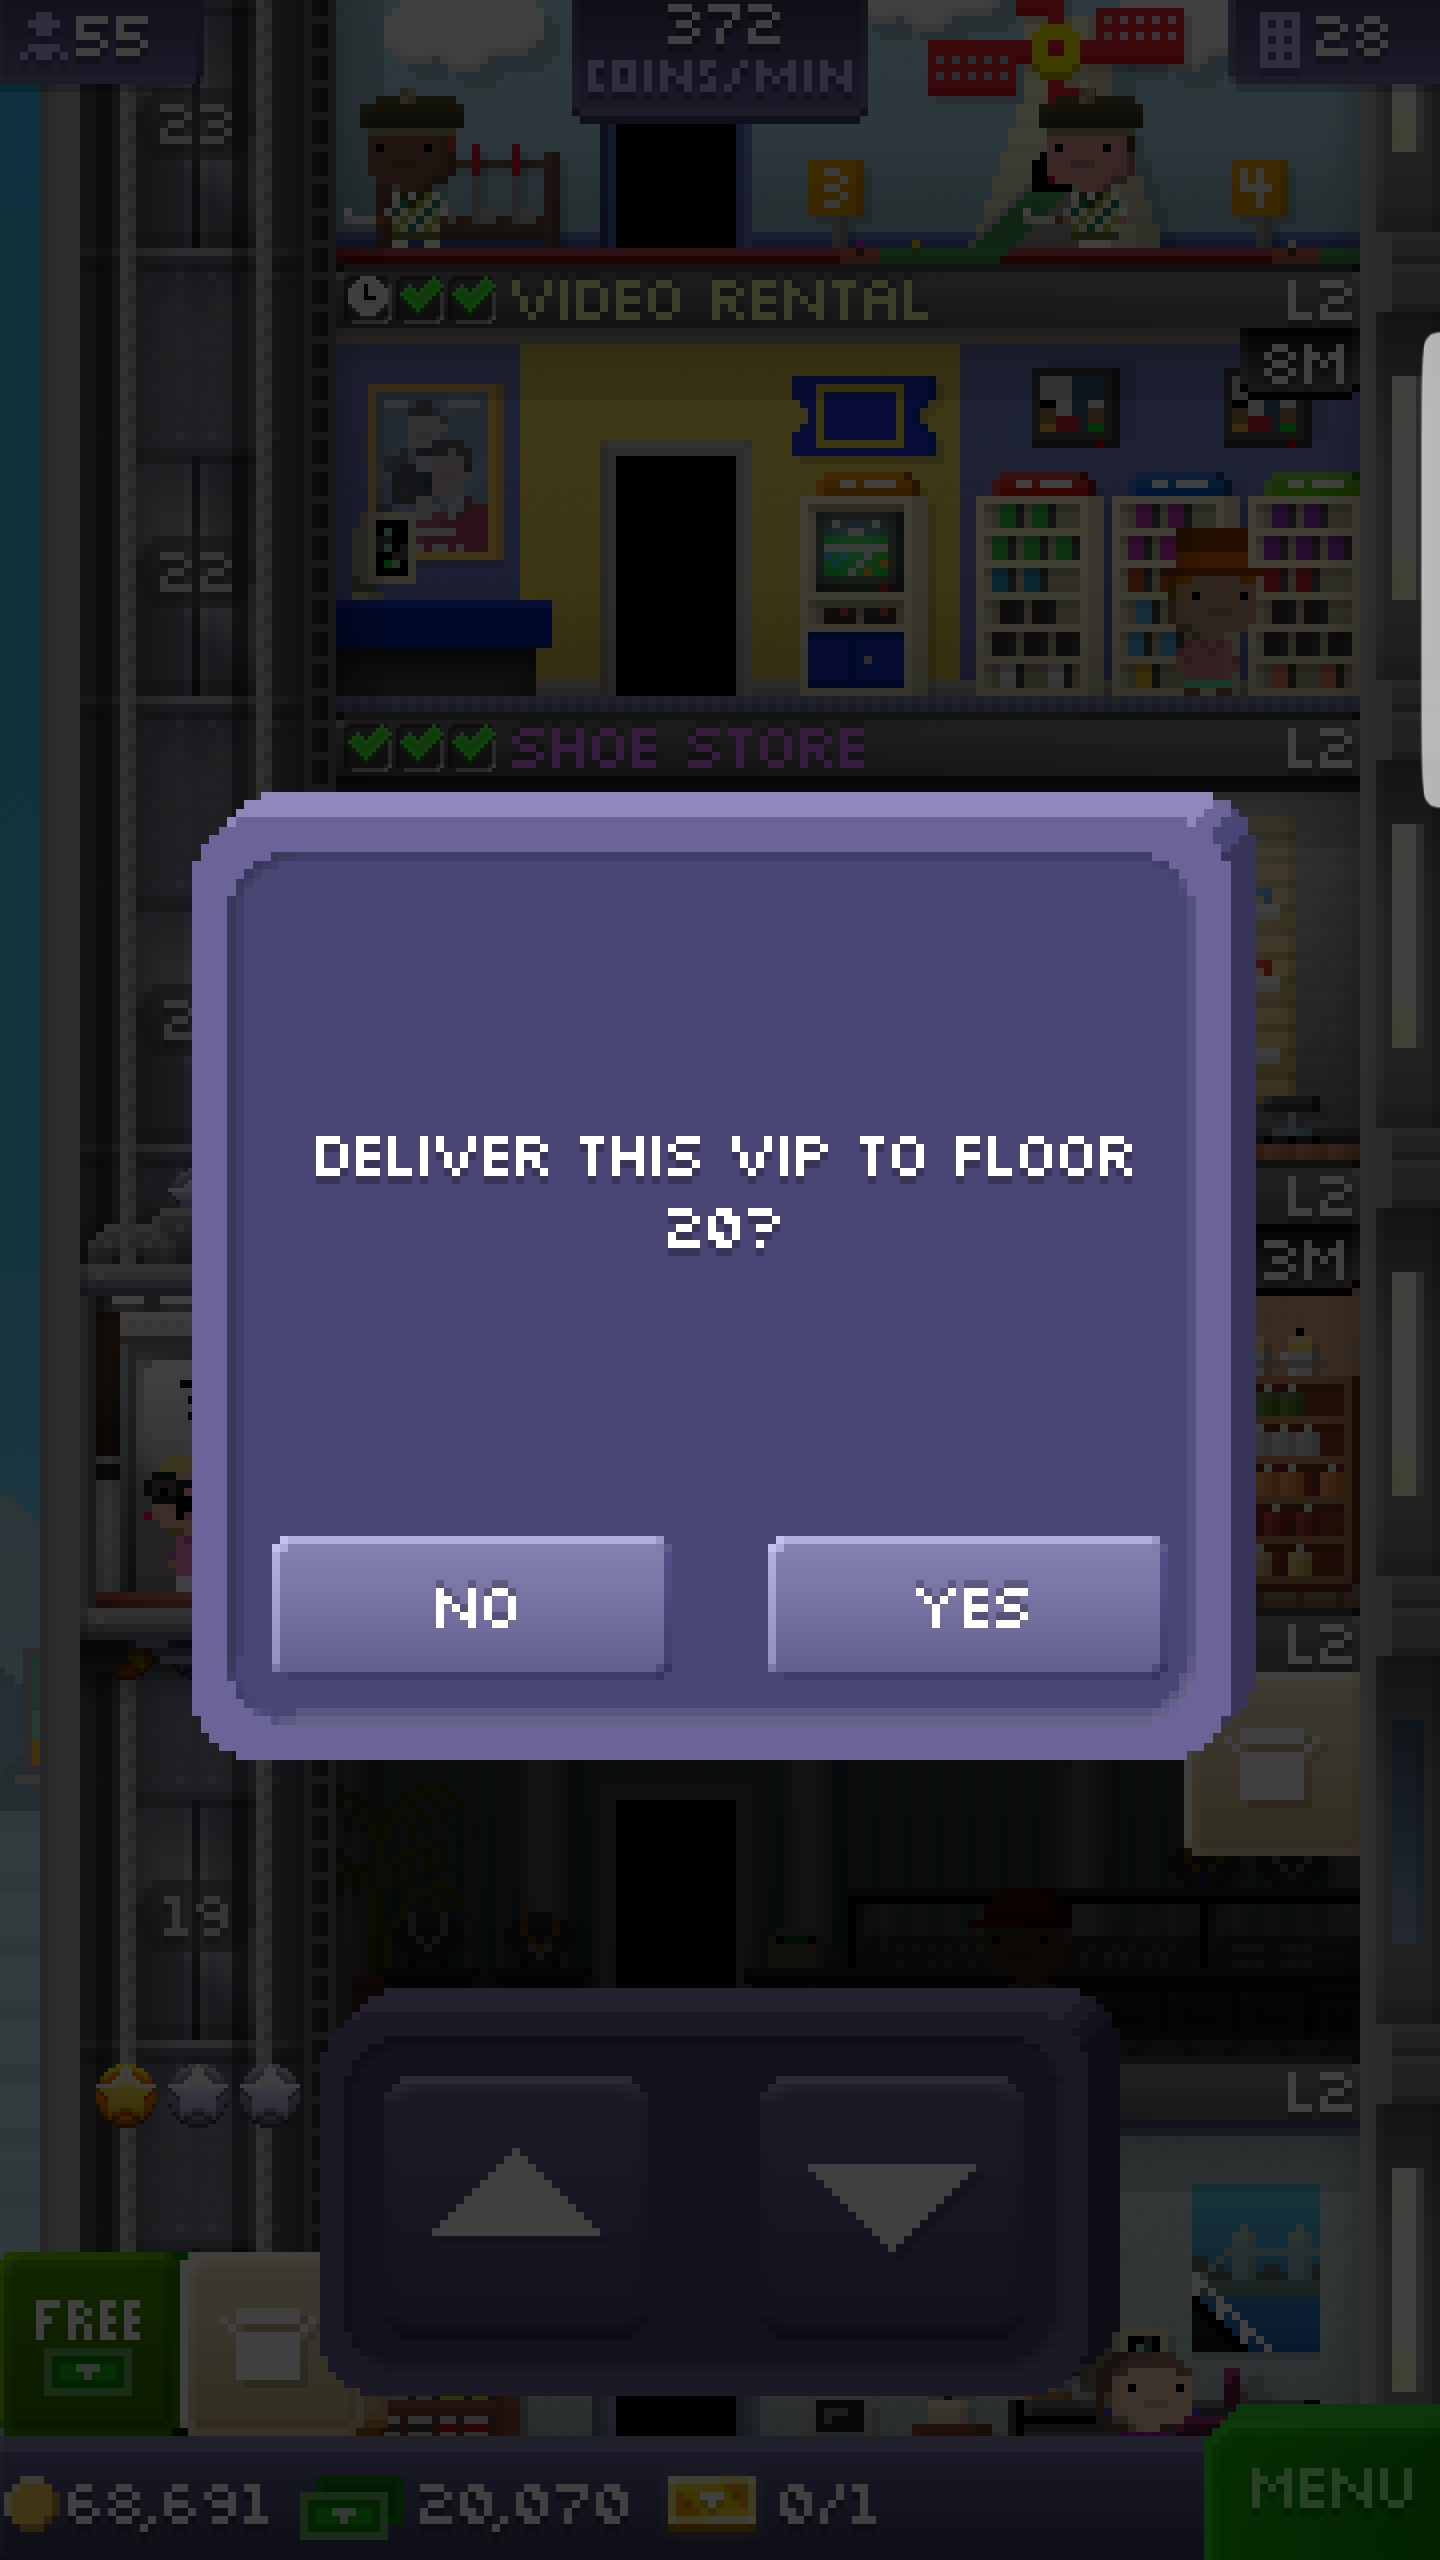 55
372
COINS/MIN
28
23
3
4
VIDEO RENTAL
L2
8M
22
SHOE STORE
L2
L2
3M
DELIVER THIS VIP TO FLOOR
20?
NO
YES
L2
19
L2
FREE
68,691
20,070
0/1
MENU